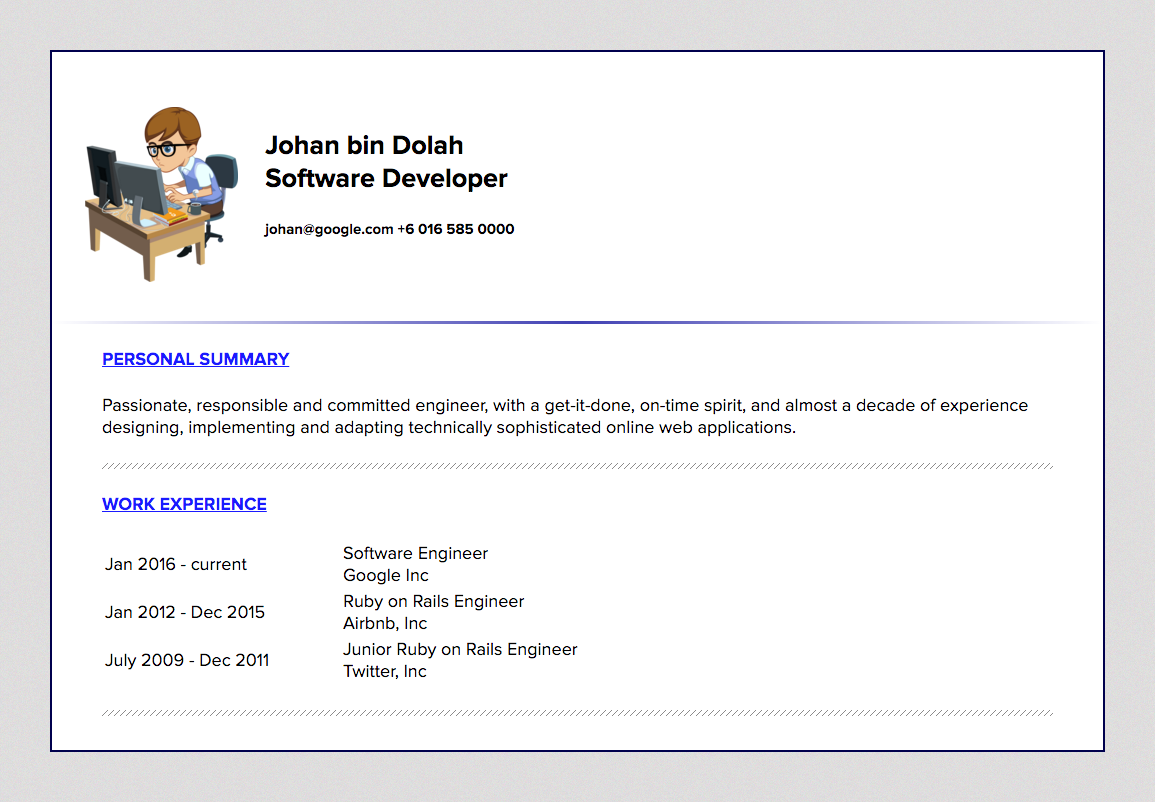 Johan bin Dolah
Software Developer
johan@google.com +6 016 585 0000
PERSONAL SUMMARY
Passionate, responsible and committed engineer, with a get-it-done, on-time spirit, and almost a decade of experience
designing, implementing and adapting technically sophisticated online web applications.
WORK EXPERIENCE
Jan 2016 - current
Software Engineer
Google Inc
Jan 2012 - Dec 2015
Ruby on Rails Engineer
Airbnb, Inc
July 2009 - Dec 2011
Junior Ruby on Rails Engineer
Twitter, Inc